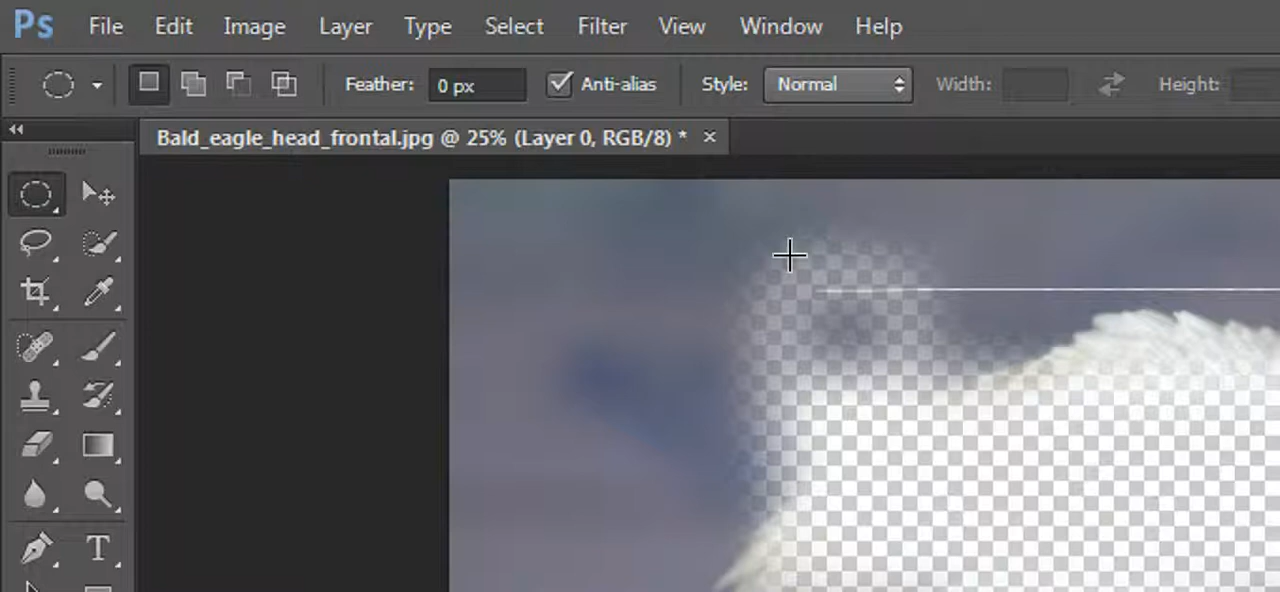 Ps File Edit Image Layer Type Select Filter View Window Help
Feather: 0 px Anti-alias Style: Normal Width: Height:
Bald_eagle_head_frontal.jpg @ 25% (Layer 0, RGB/8) * ×
T